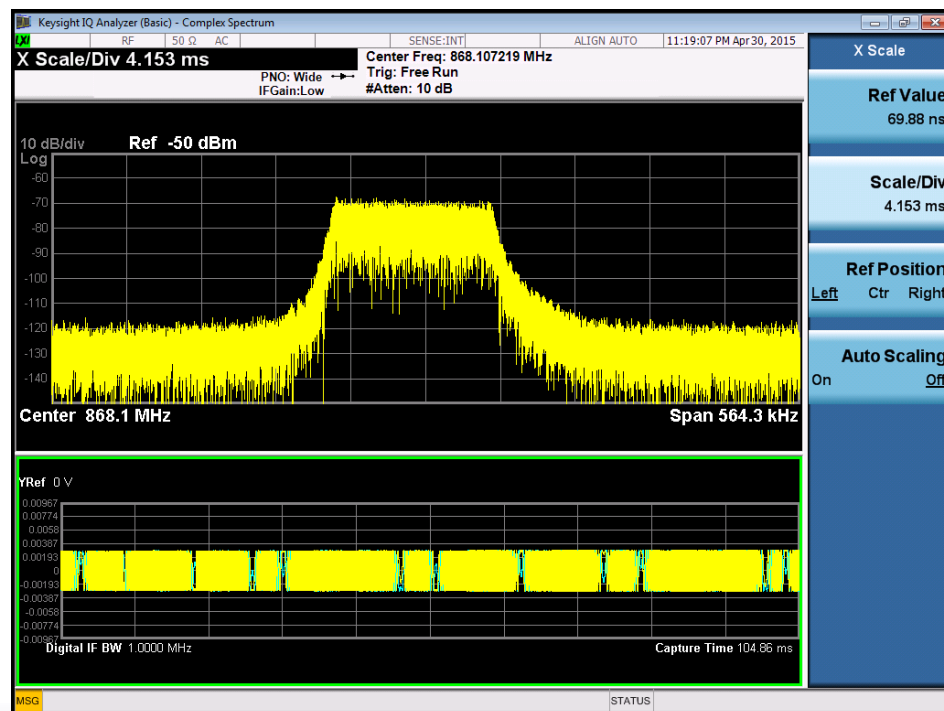 Keysight IQ Analyzer (Basic) - Complex Spectrum
LXI RF 50 Ω AC SENSE:INT ALIGN AUTO 11:19:07 PM Apr 30, 2015
X Scale/Div 4.153 ms
Center Freq: 868.107219 MHz
PNO: Wide Trig: Free Run
IFGain:Low #Atten: 10 dB
10 dB/div Ref -50 dBm
Log
-60
-70
-80
-90
-100
-110
-120
-130
-140
Center 868.1 MHz Span 564.3 kHz
YRef 0 V
0.00967
0.00774
0.0058
0.00387
0.00193
0
-0.00193
-0.00387
-0.0058
-0.00774
-0.00967
Digital IF BW 1.0000 MHz Capture Time 104.86 ms
MSG STATUS
X Scale
Ref Value
69.88 ns
Scale/Div
4.153 ms
Ref Position
Left Ctr Right
Auto Scaling
On Off